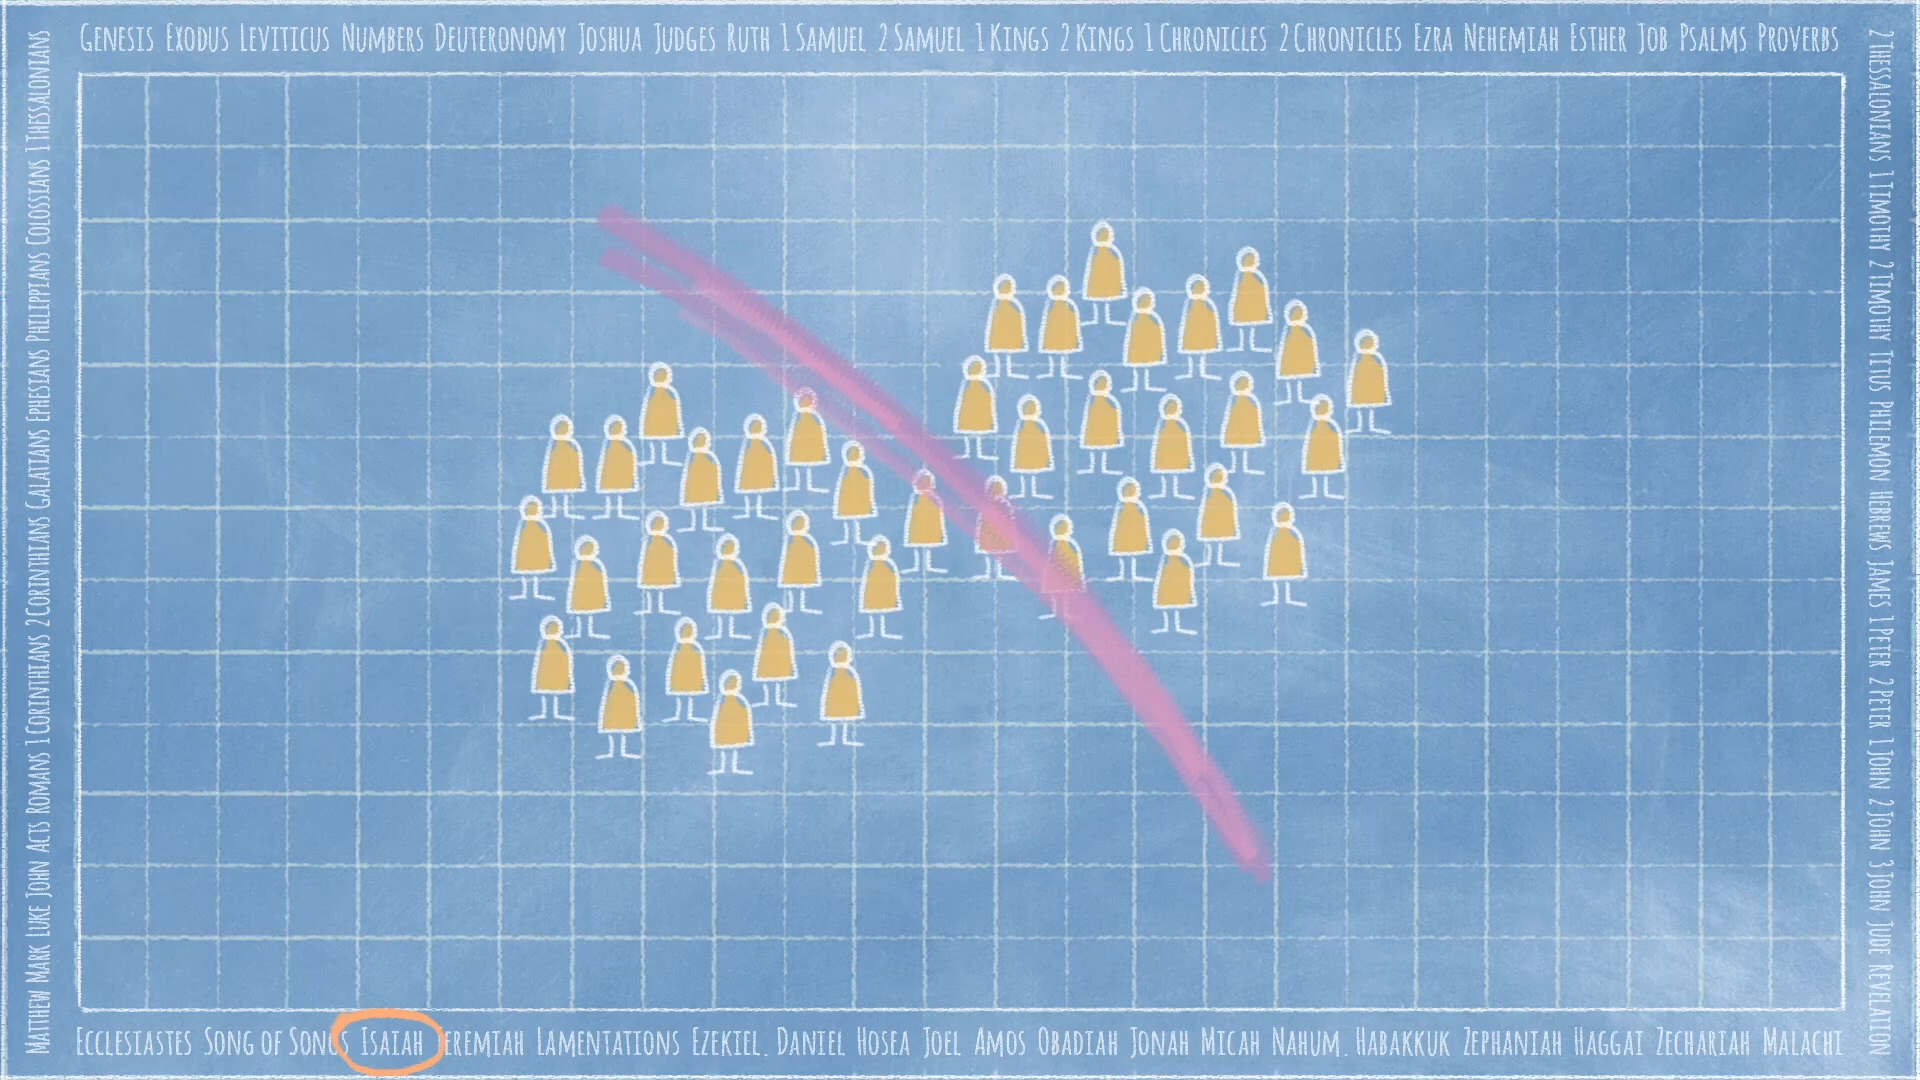 Genesis Exodus Leviticus Numbers Deuteronomy Joshua Judges Ruth 1 Samuel 2 Samuel 1 Kings 2 Kings 1 Chronicles 2 Chronicles Ezra Nehemiah Esther Job Psalms Proverbs
Ecclesiastes Song of Songs Isaiah Jeremiah Lamentations Ezekiel. Daniel Hosea Joel Amos Obadiah Jonah Micah Nahum. Habakkuk Zephaniah Haggai Zechariah Malachi
Matthew Mark Luke John Acts Romans 1 Corinthians 2 Corinthians Galatians Ephesians Philippians Colossians 1 Thessalonians
2 Thessalonians 1 Timothy 2 Timothy Titus Philemon Hebrews James 1 Peter 2 Peter 1 John 2 John 3 John Jude Revelation